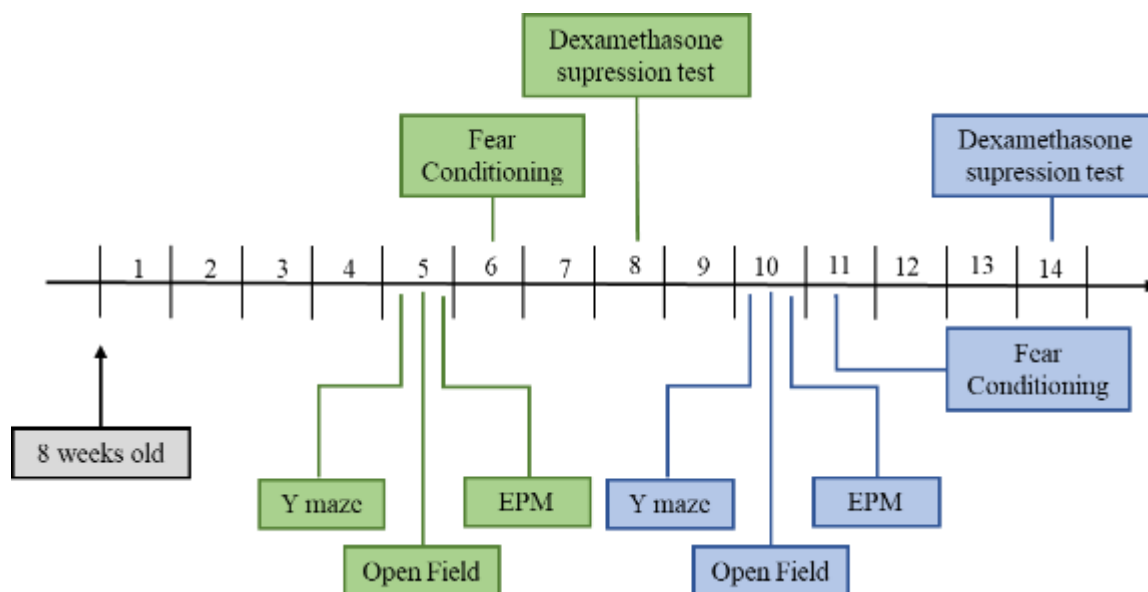 Dexamethasone
supression test
Fear
Conditioning
Dexamethasone
supression test
1 2 3 4 5 6 7 8 9 10 11 12 13 14
Fear
Conditioning
8 weeks old
Y maze
EPM
Y maze
EPM
Open Field
Open Field